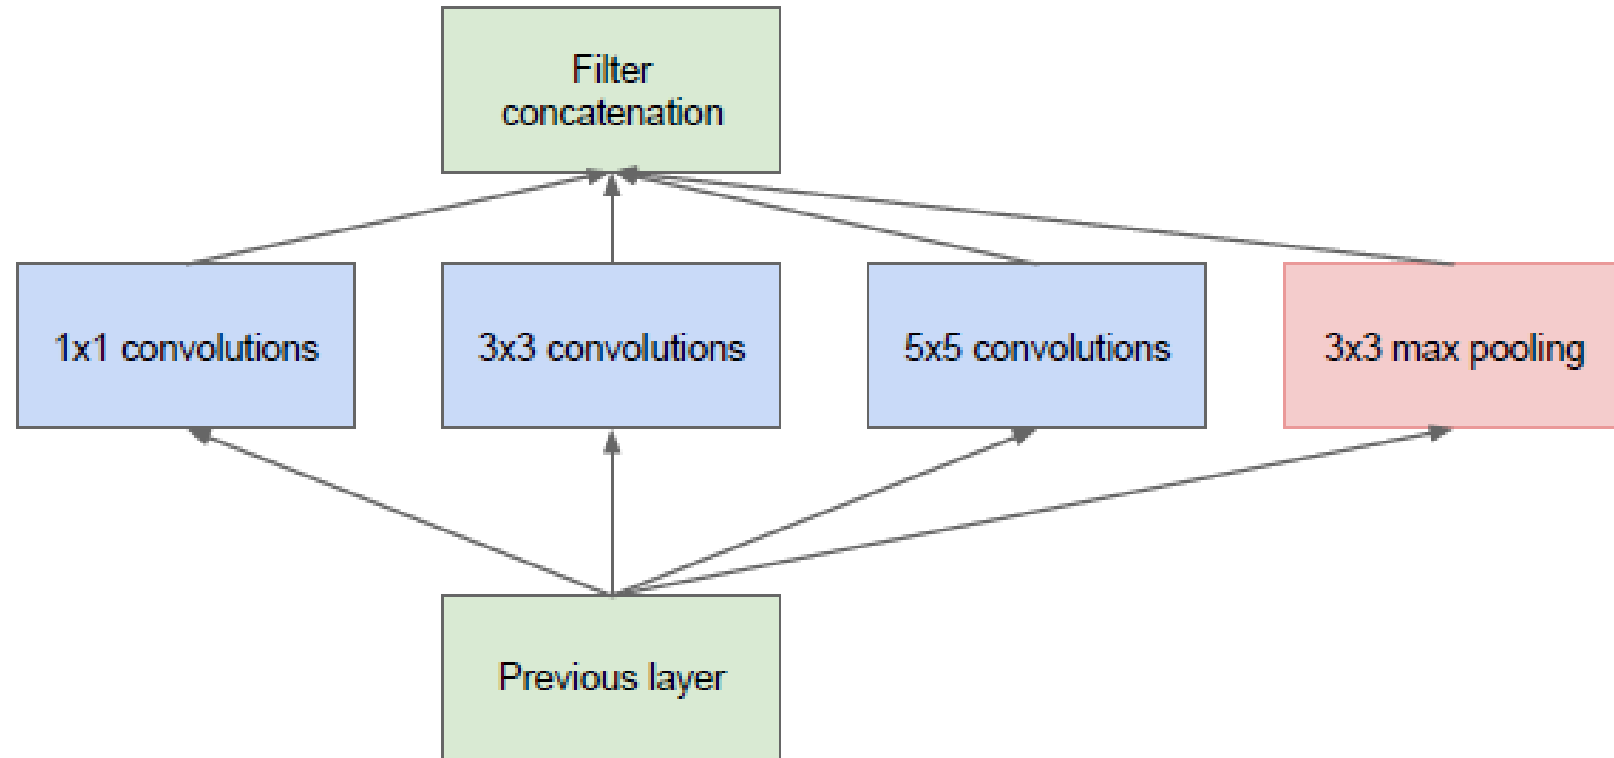 Filter
concatenation
1x1 convolutions
3x3 convolutions
5x5 convolutions
3x3 max pooling
Previous layer